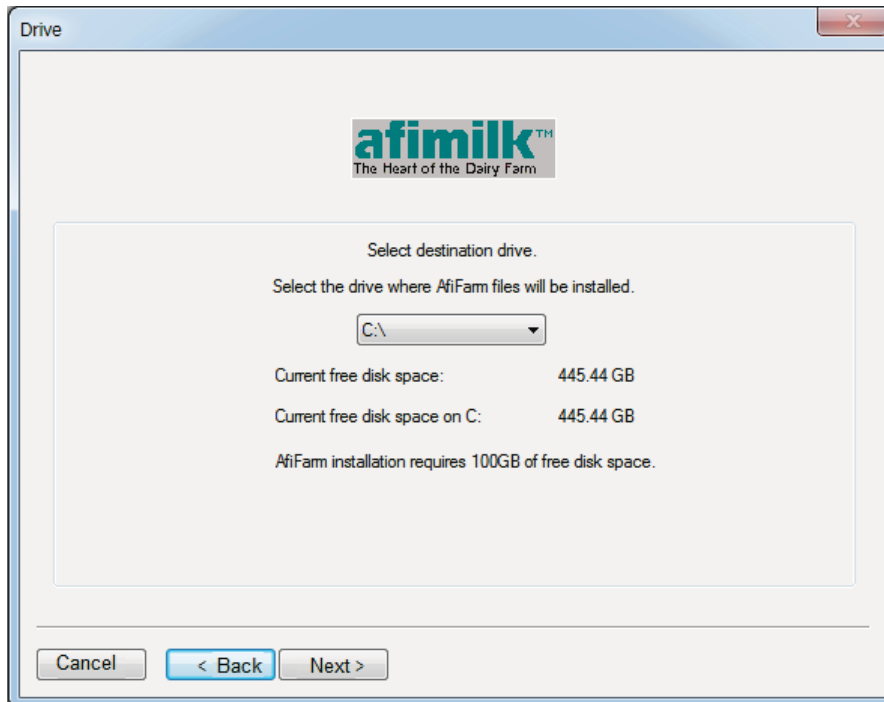 Drive
X
afimilk™
The Heart of the Dairy Farm
Select destination drive.
Select the drive where AfiFarm files will be installed.
C:\
Current free disk space: 445.44 GB
Current free disk space on C: 445.44 GB
AfiFarm installation requires 100GB of free disk space.
Cancel < Back Next >